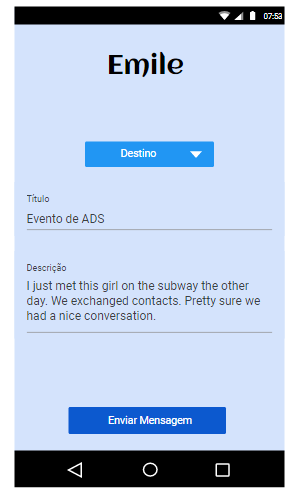 07:53
Emile
Destino
Título
Evento de ADS
Descrição
I just met this girl on the subway the other
day. We exchanged contacts. Pretty sure we
had a nice conversation.
Enviar Mensagem